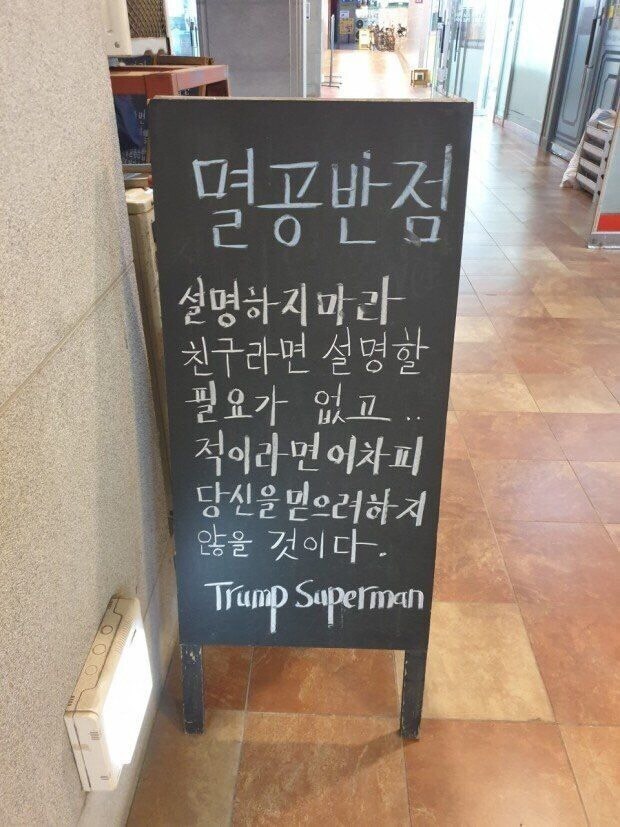 멸공반점
설명하지마라
친구라면 설명할
필요가 없고..
적이라면 어차피
당신을 믿으려하지
않을 것이다.
Trump Superman